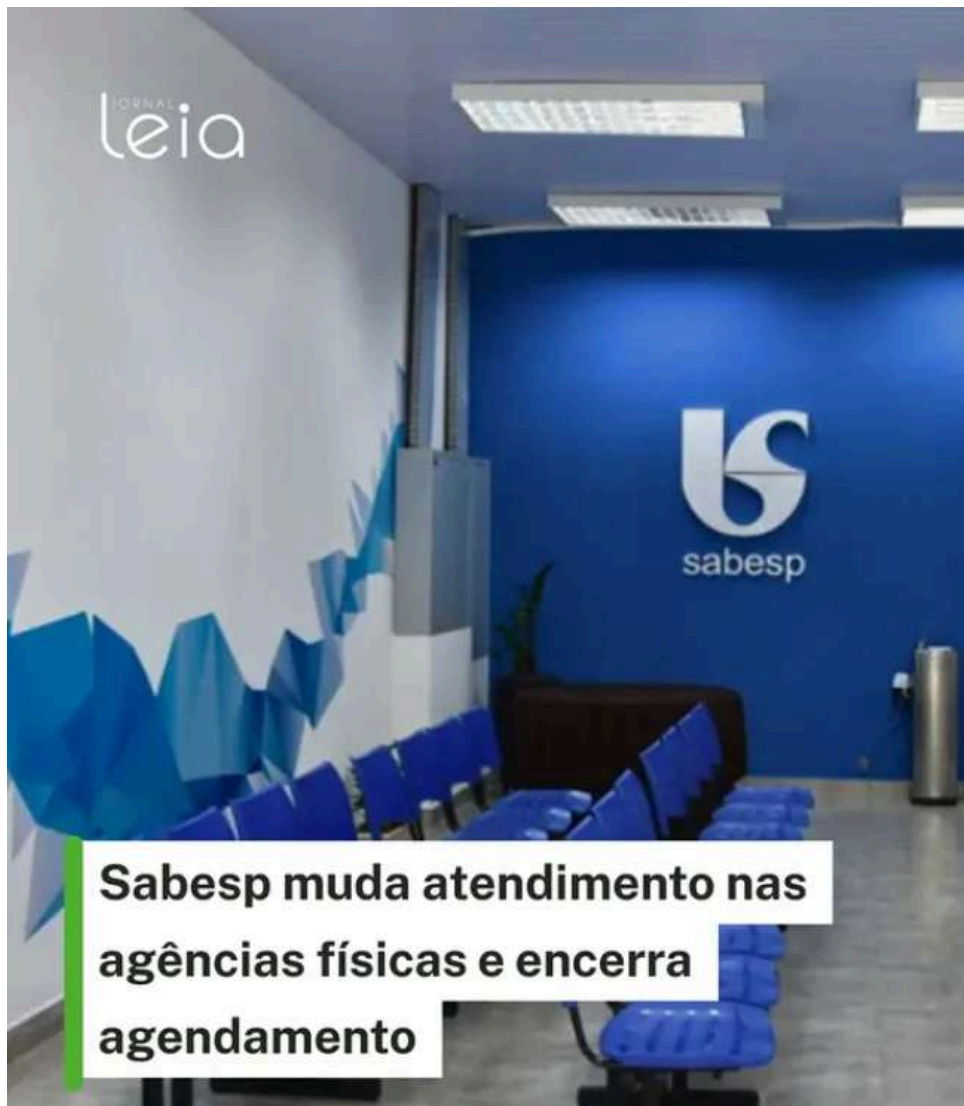 JORNAL
leia
sabesp
Sabesp muda atendimento nas
agências físicas e encerra
agendamento